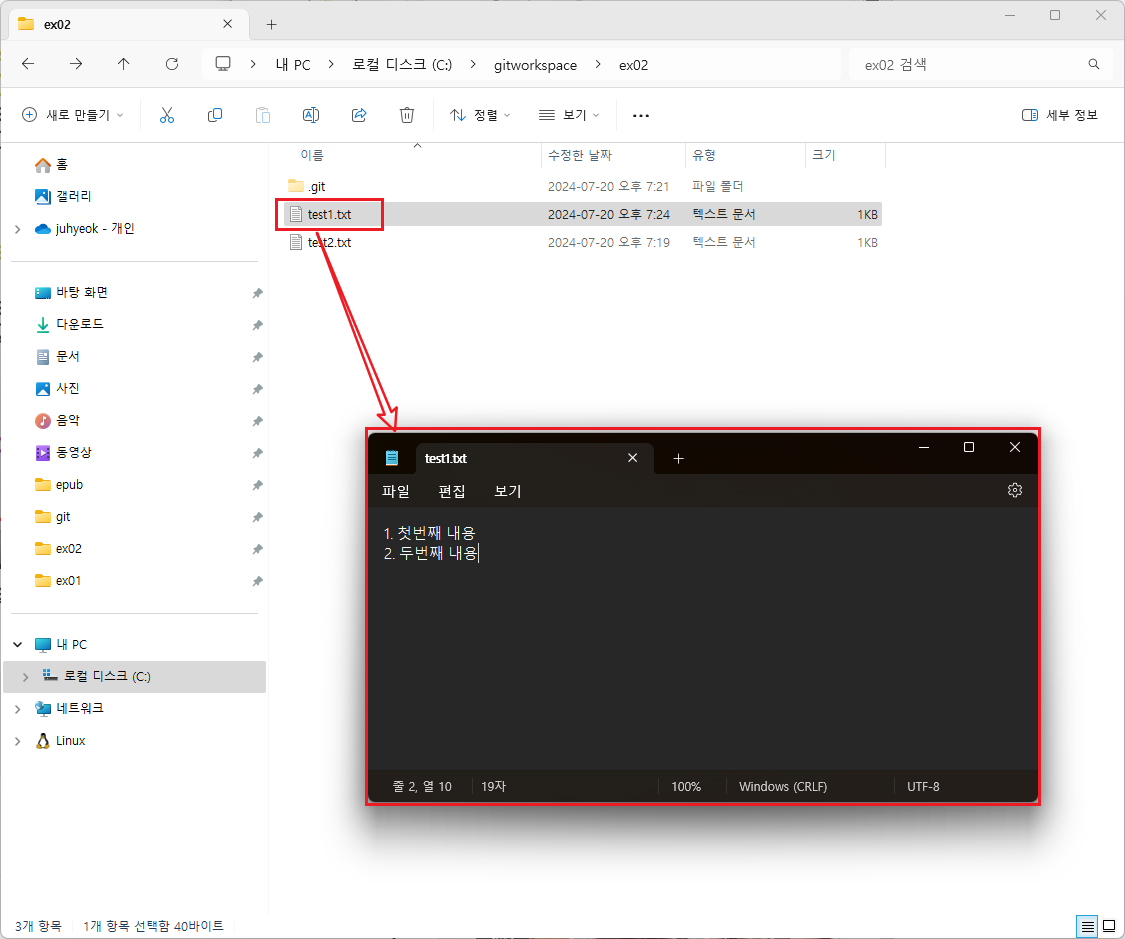 ex02
내 PC
로컬 디스크 (C:)
gitworkspace
ex02
ex02 검색
새로 만들기
정렬
보기
세부 정보
이름
수정한 날짜
유형
크기
.git
2024-07-20 오후 7:21
파일 폴더
test1.txt
2024-07-20 오후 7:24
텍스트 문서
1KB
test2.txt
2024-07-20 오후 7:19
텍스트 문서
1KB
홈
갤러리
juhyeok - 개인
바탕 화면
다운로드
문서
사진
음악
동영상
epub
git
ex02
ex01
내 PC
로컬 디스크 (C:)
네트워크
Linux
test1.txt
파일
편집
보기
1. 첫번째 내용
2. 두번째 내용
줄 2, 열 10
19자
100%
Windows (CRLF)
UTF-8
3개 항목
1개 항목 선택함 40바이트